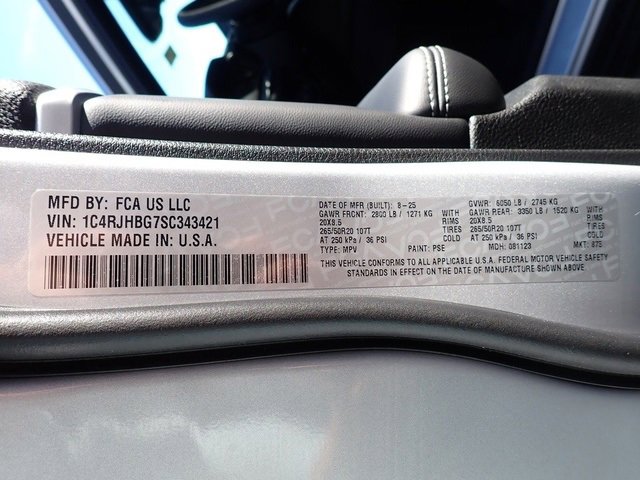 MFD BY: FCA US LLC
VIN: 1C4RJHBG7SC343421
VEHICLE MADE IN: U.S.A.
DATE OF MFR (BUILT): 8-25 GVWR: 6050 LB / 2745 KG
GAWR FRONT: 2800 LB / 1271 KG WITH GAWR REAR: 3350 LB / 1520 KG WITH
20X8.5 RIMS 20X8.5 RIMS
265/50R20 107T TIRES 265/50R20 107T TIRES
AT 250 kPa / 36 PSI COLD AT 250 kPa / 36 PSI COLD
TYPE: MPV PAINT: PSE MDH: 081123 MKT: 873
THIS VEHICLE CONFORMS TO ALL APPLICABLE U.S.A. FEDERAL MOTOR VEHICLE SAFETY
STANDARDS IN EFFECT ON THE DATE OF MANUFACTURE SHOWN ABOVE.